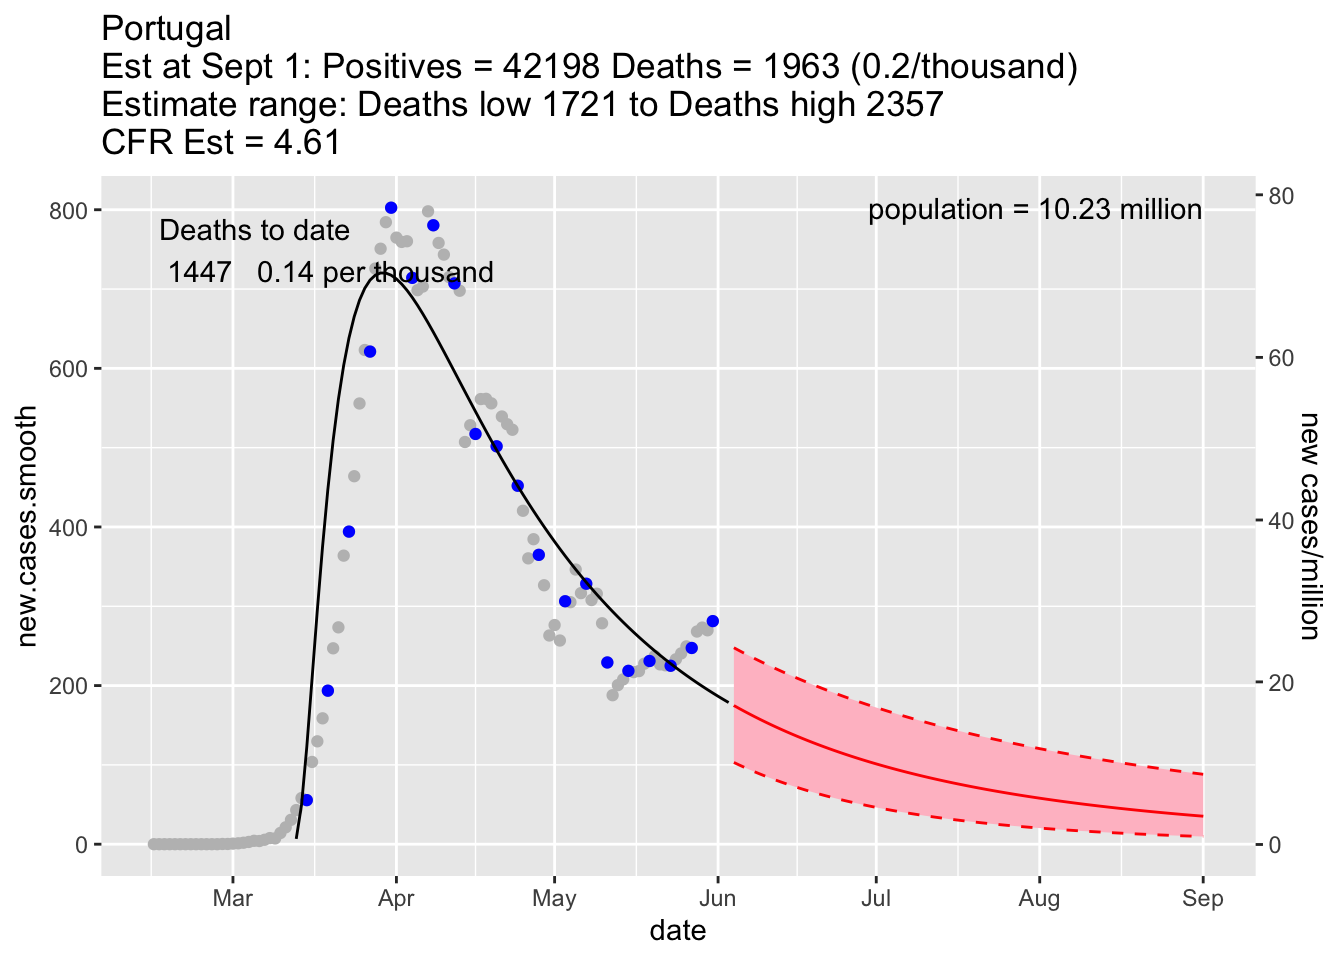 Portugal
Est at Sept 1: Positives = 42198 Deaths = 1963 (0.2/thousand)
Estimate range: Deaths low 1721 to Deaths high 2357
CFR Est = 4.61
Deaths to date
1447 0.14 per thousand
population = 10.23 million
800
600
400
200
0
new.cases.smooth
80
60
40
20
0
new cases/million
Mar Apr May Jun Jul Aug Sep
date